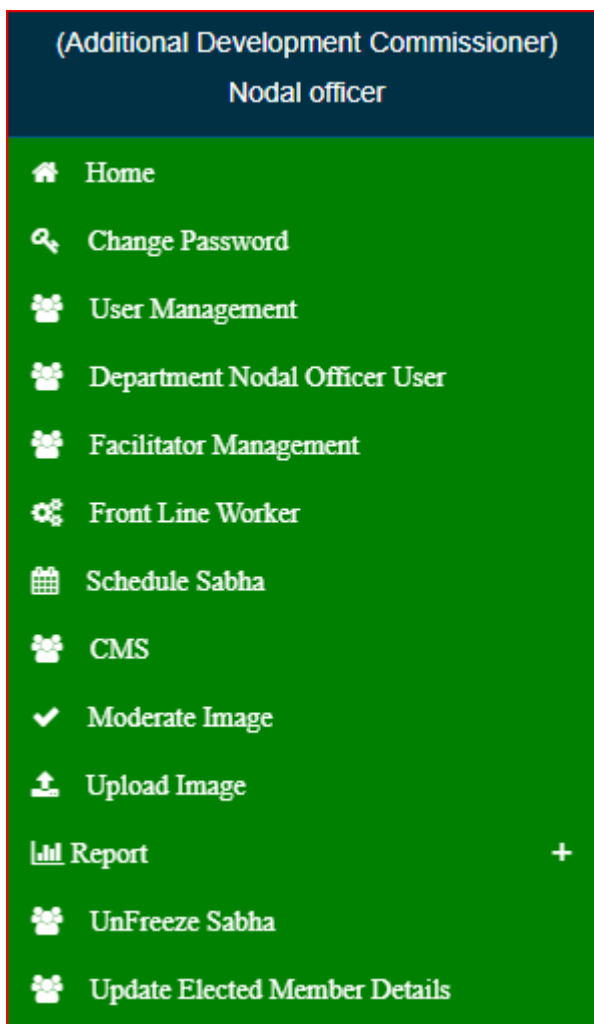 (Additional Development Commissioner)
Nodal officer
Home
Change Password
User Management
Department Nodal Officer User
Facilitator Management
Front Line Worker
Schedule Sabha
CMS
Moderate Image
Upload Image
Report +
UnFreeze Sabha
Update Elected Member Details